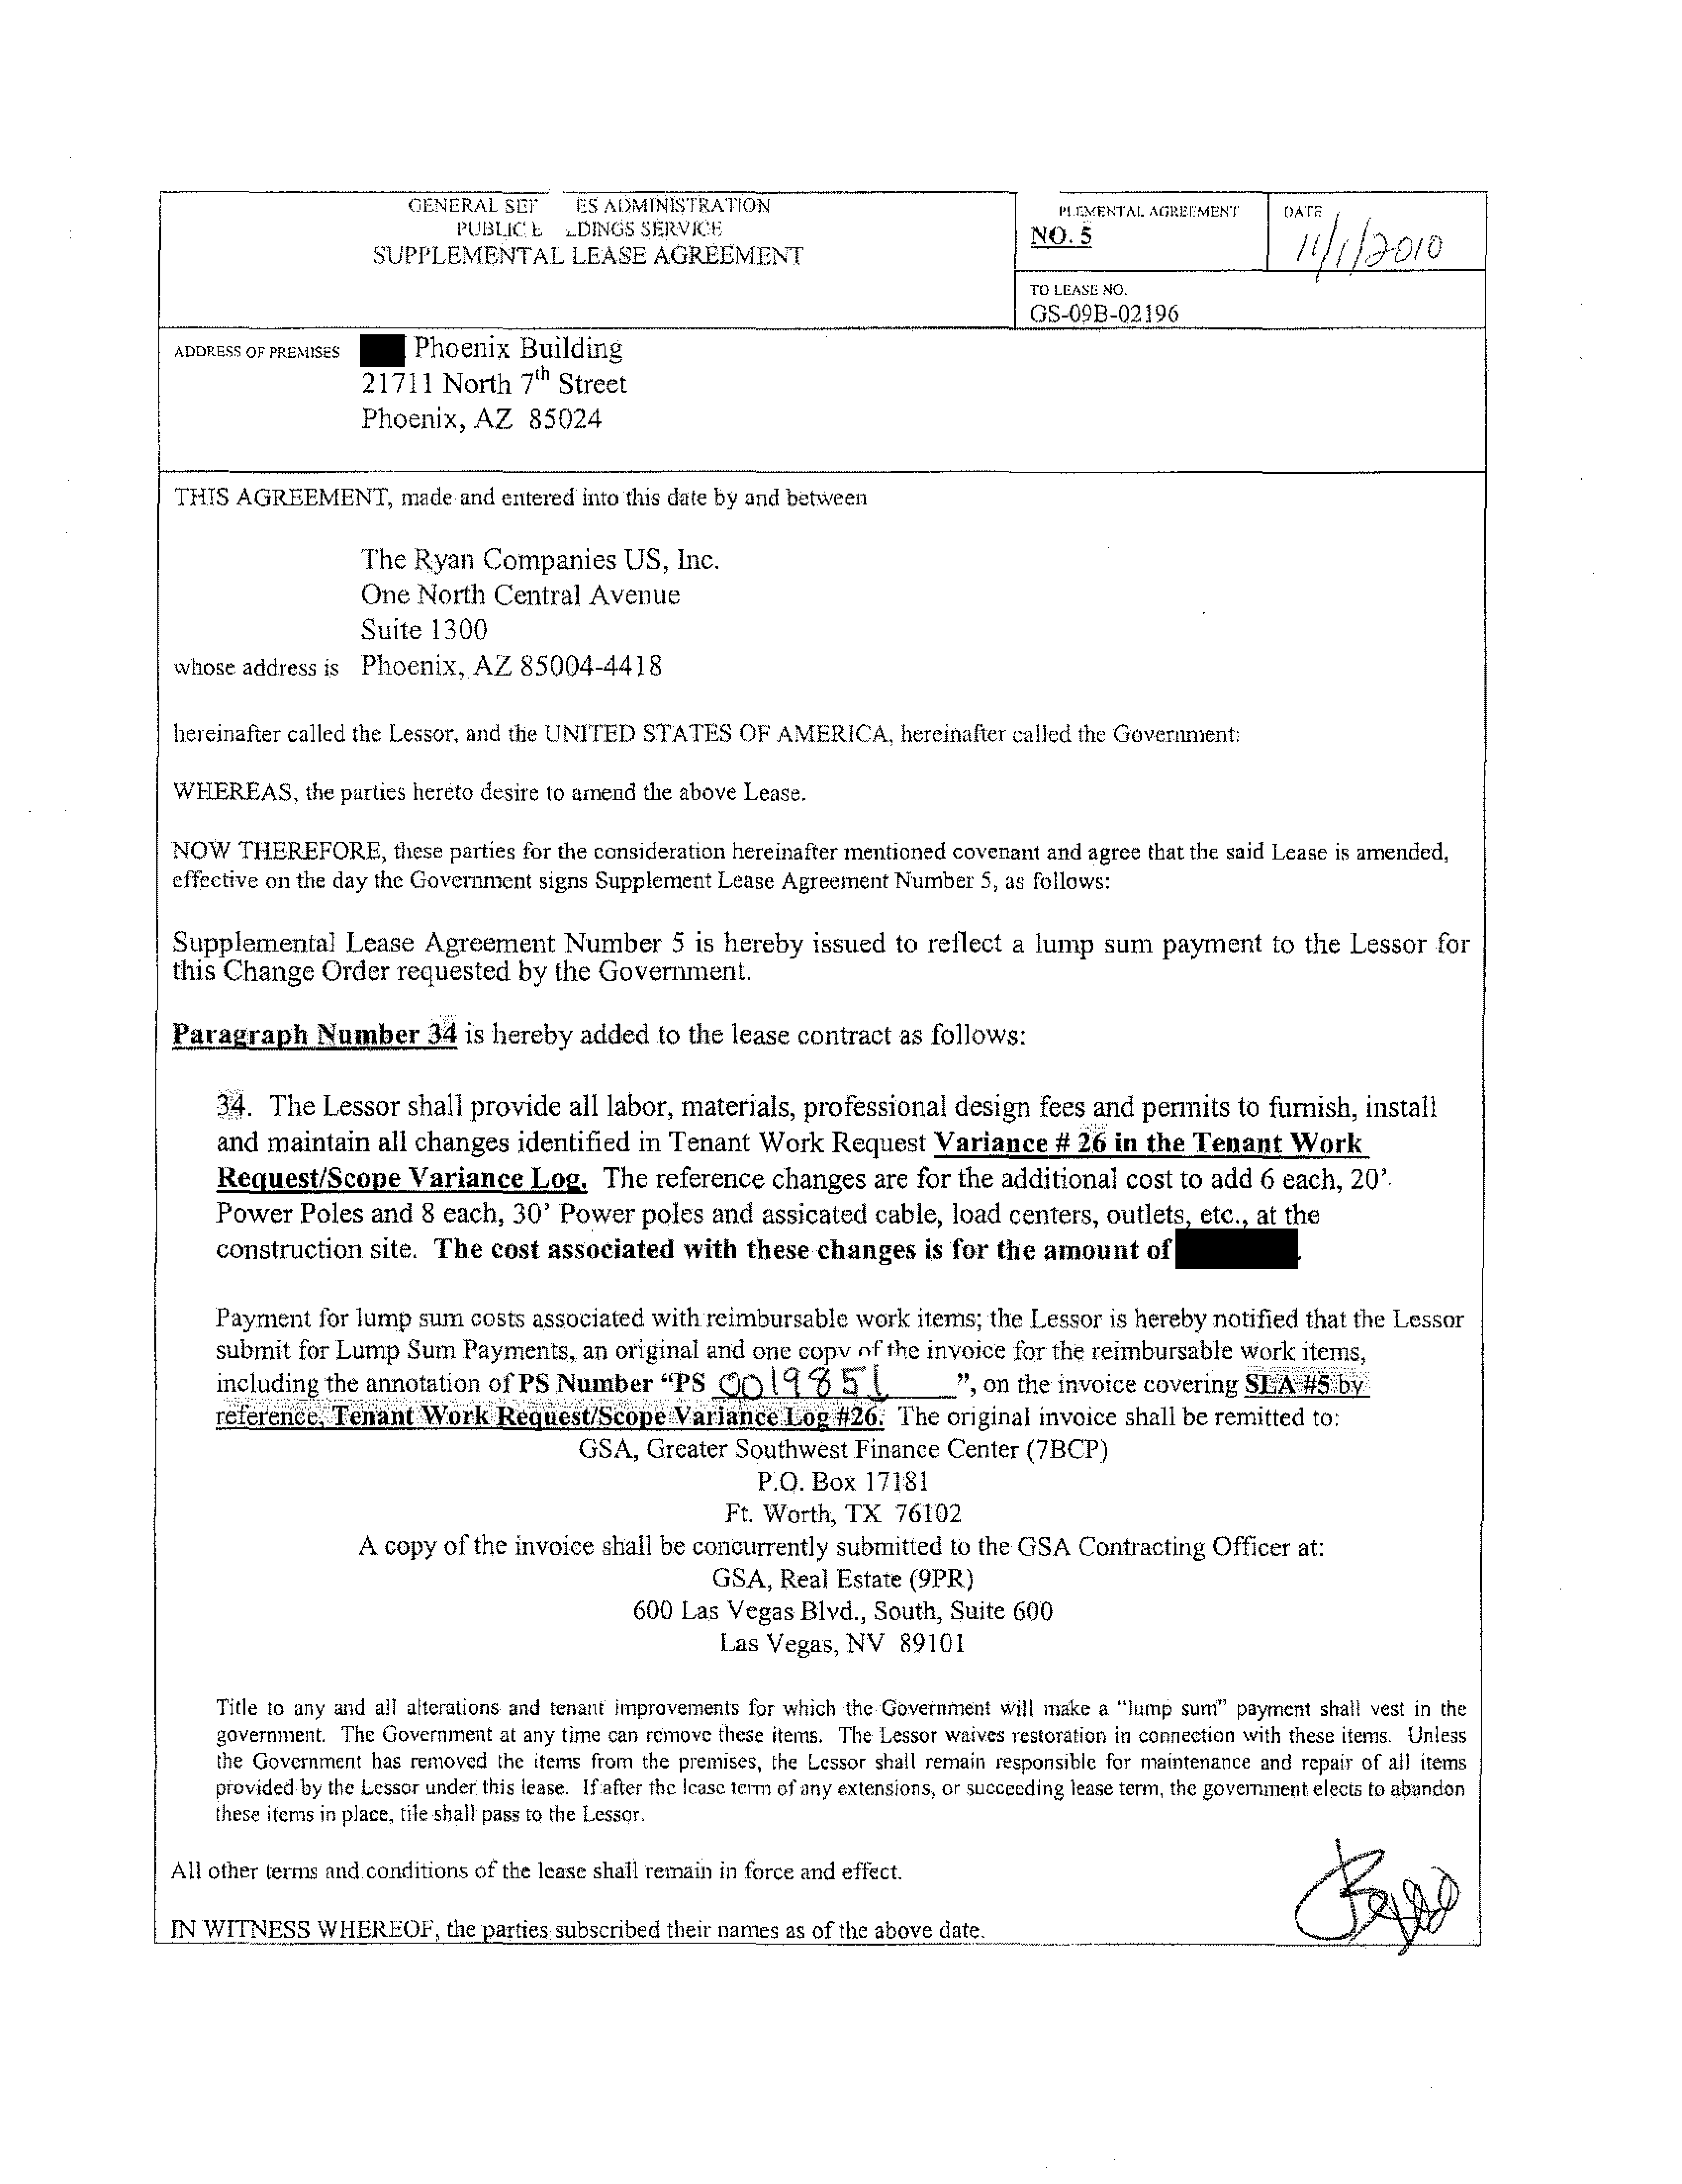 GENERAL SER ES ADMINISTRATION
PUBLIC B LDINGS SERVICE
SUPPLEMENTAL LEASE AGREEMENT
PLEMENTAL AGREEMENT
NO. 5
DATE
11/1/2010
TO LEASE NO.
GS-09B-02196
ADDRESS OF PREMISES
Phoenix Building
21711 North 7th Street
Phoenix, AZ 85024
THIS AGREEMENT, made and entered into this date by and between
The Ryan Companies US, Inc.
One North Central Avenue
Suite 1300
whose address is Phoenix, AZ 85004-4418
hereinafter called the Lessor, and the UNITED STATES OF AMERICA, hereinafter called the Government:
WHEREAS, the parties hereto desire to amend the above Lease.
NOW THEREFORE, these parties for the consideration hereinafter mentioned covenant and agree that the said Lease is amended,
effective on the day the Government signs Supplement Lease Agreement Number 5, as follows:
Supplemental Lease Agreement Number 5 is hereby issued to reflect a lump sum payment to the Lessor for
this Change Order requested by the Government.
Paragraph Number 34 is hereby added to the lease contract as follows:
34. The Lessor shall provide all labor, materials, professional design fees and permits to furnish, install
and maintain all changes identified in Tenant Work Request Variance # 26 in the Tenant Work
Request/Scope Variance Log. The reference changes are for the additional cost to add 6 each, 20'
Power Poles and 8 each, 30' Power poles and assicated cable, load centers, outlets, etc., at the
construction site. The cost associated with these changes is for the amount of
Payment for lump sum costs associated with reimbursable work items; the Lessor is hereby notified that the Lessor
submit for Lump Sum Payments, an original and one copy of the invoice for the reimbursable work items,
including the annotation of PS Number “PS 0019851 ”, on the invoice covering SLA #5 by
reference, Tenant Work Request/Scope Variance Log #26. The original invoice shall be remitted to:
GSA, Greater Southwest Finance Center (7BCP)
P.O. Box 17181
Ft. Worth, TX 76102
A copy of the invoice shall be concurrently submitted to the GSA Contracting Officer at:
GSA, Real Estate (9PR)
600 Las Vegas Blvd., South, Suite 600
Las Vegas, NV 89101
Title to any and all alterations and tenant improvements for which the Government will make a “lump sum” payment shall vest in the
government. The Government at any time can remove these items. The Lessor waives restoration in connection with these items. Unless
the Government has removed the items from the premises, the Lessor shall remain responsible for maintenance and repair of all items
provided by the Lessor under this lease. If after the lease term of any extensions, or succeeding lease term, the government elects to abandon
these items in place, tile shall pass to the Lessor.
All other terms and conditions of the lease shall remain in force and effect.
IN WITNESS WHEREOF, the parties subscribed their names as of the above date.